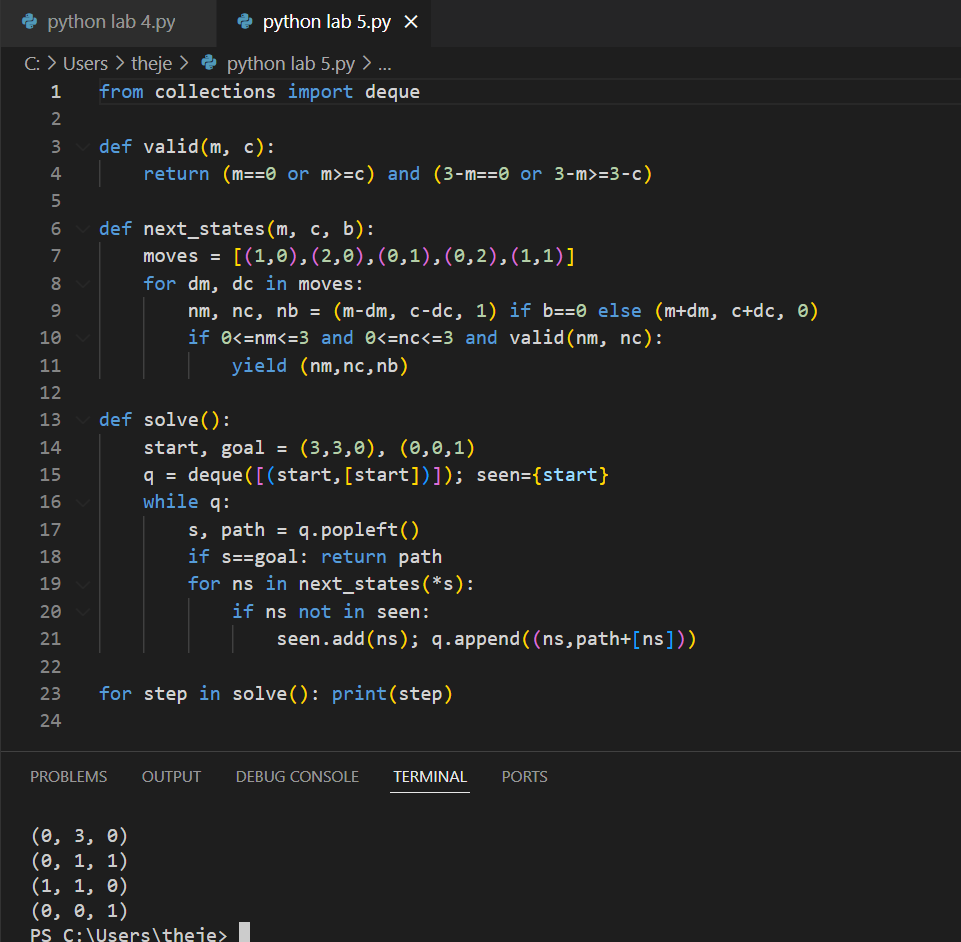 python lab 4.py python lab 5.py
C: > Users > theje > python lab 5.py > ...
1 from collections import deque
2
3 def valid(m, c):
4     return (m==0 or m>=c) and (3-m==0 or 3-m>=3-c)
5
6 def next_states(m, c, b):
7     moves = [(1,0),(2,0),(0,1),(0,2),(1,1)]
8     for dm, dc in moves:
9         nm, nc, nb = (m-dm, c-dc, 1) if b==0 else (m+dm, c+dc, 0)
10         if 0<=nm<=3 and 0<=nc<=3 and valid(nm, nc):
11             yield (nm,nc,nb)
12
13 def solve():
14     start, goal = (3,3,0), (0,0,1)
15     q = deque([(start,[start])]); seen={start}
16     while q:
17         s, path = q.popleft()
18         if s==goal: return path
19         for ns in next_states(*s):
20             if ns not in seen:
21                 seen.add(ns); q.append((ns,path+[ns]))
22
23 for step in solve(): print(step)
24
PROBLEMS OUTPUT DEBUG CONSOLE TERMINAL PORTS
(0, 3, 0)
(0, 1, 1)
(1, 1, 0)
(0, 0, 1)
PS C:\Users\theje>